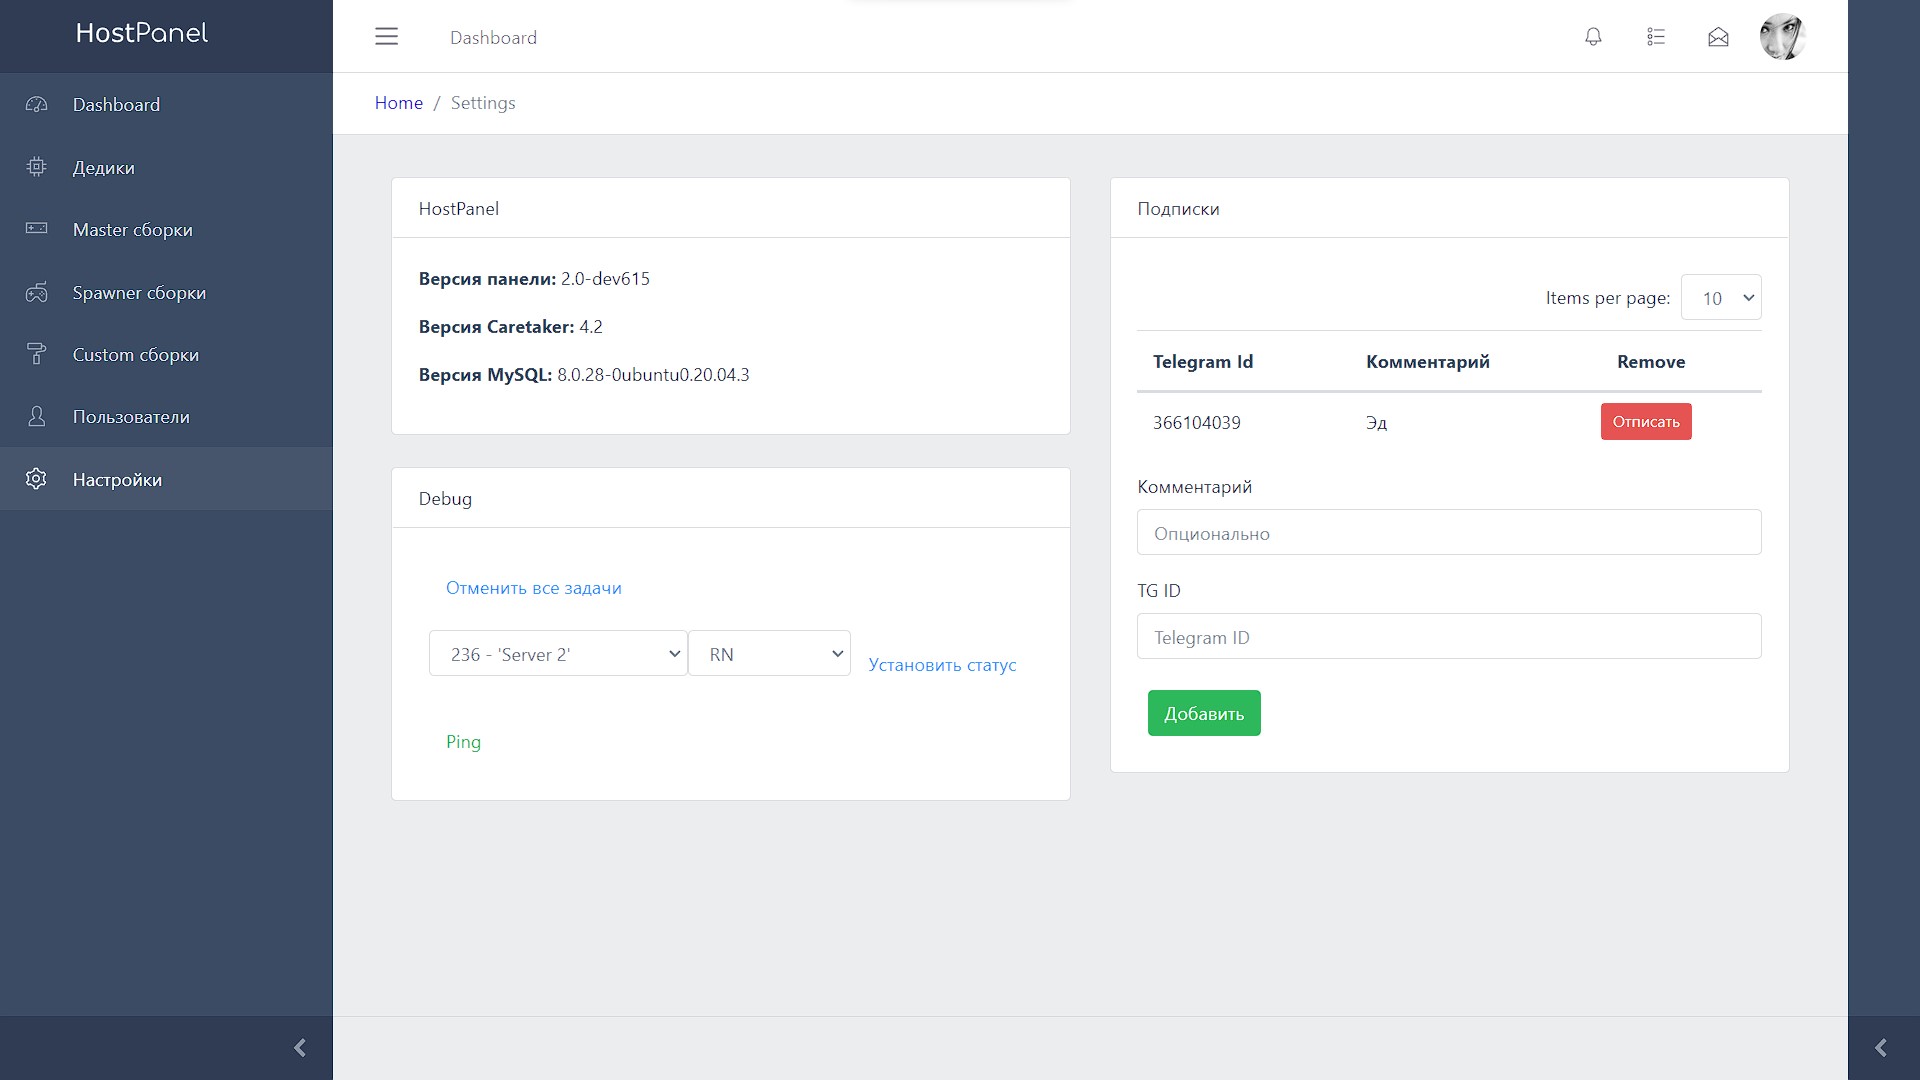 HostPanel
Dashboard
Dashboard
Дедики
Master сборки
Spawner сборки
Custom сборки
Пользователи
Настройки
Home / Settings
HostPanel
Версия панели: 2.0-dev615
Версия Caretaker: 4.2
Версия MySQL: 8.0.28-0ubuntu0.20.04.3
Debug
Отменить все задачи
236 - 'Server 2' RN Установить статус
Ping
Подписки
Items per page: 10
Telegram Id Комментарий Remove
366104039 Эд Отписать
Комментарий
Опционально
TG ID
Telegram ID
Добавить